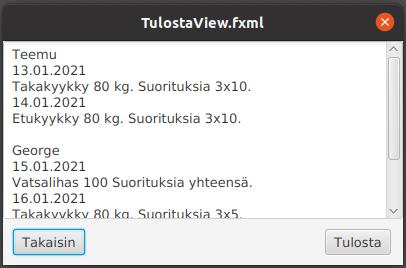 TulostaView.fxml
Teemu
13.01.2021
Takakyykky 80 kg. Suorituksia 3x10.
14.01.2021
Etukyykky 80 kg. Suorituksia 3x10.
George
15.01.2021
Vatsalihas 100 Suorituksia yhteensä.
16.01.2021
Takakyykky 80 kg. Suorituksia 3x5.
Takaisin
Tulosta